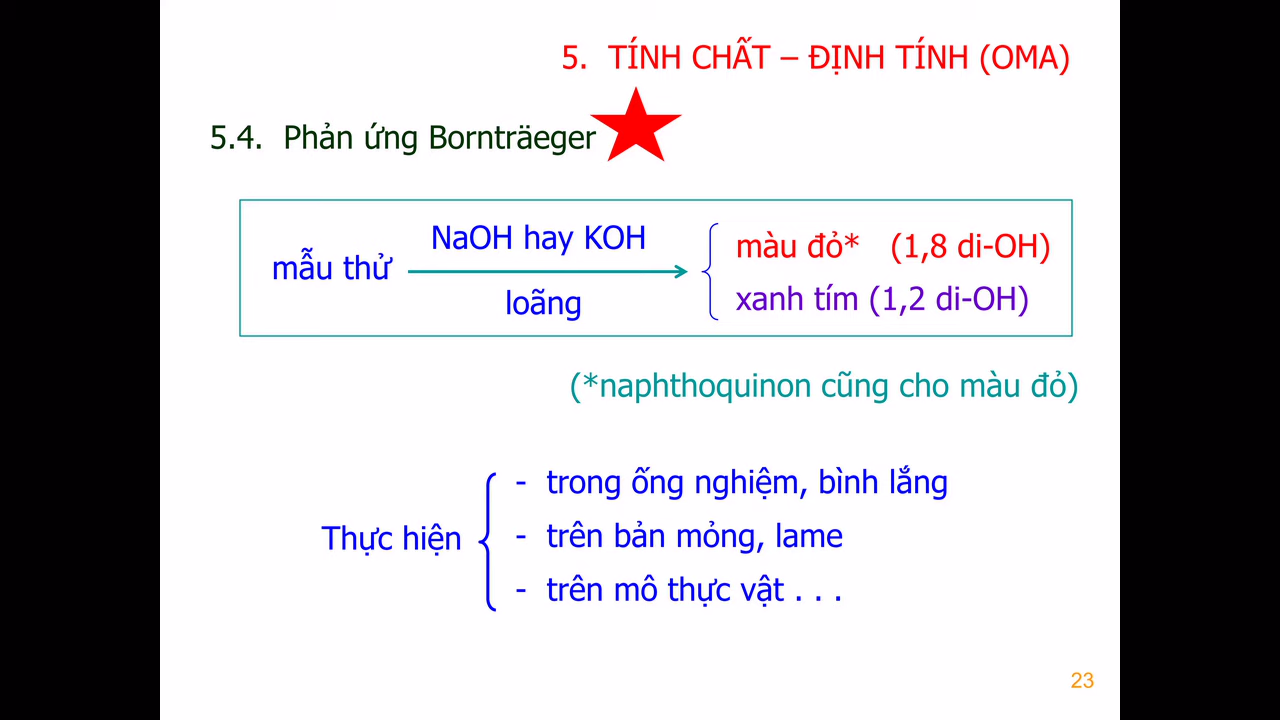 5. TÍNH CHẤT – ĐỊNH TÍNH (OMA)
5.4. Phản ứng Bornträeger
mẫu thử
NaOH hay KOH
loãng
màu đỏ* (1,8 di-OH)
xanh tím (1,2 di-OH)
(*naphthoquinon cũng cho màu đỏ)
Thực hiện
- trong ống nghiệm, bình lắng
- trên bản mỏng, lame
- trên mô thực vật . . .
23